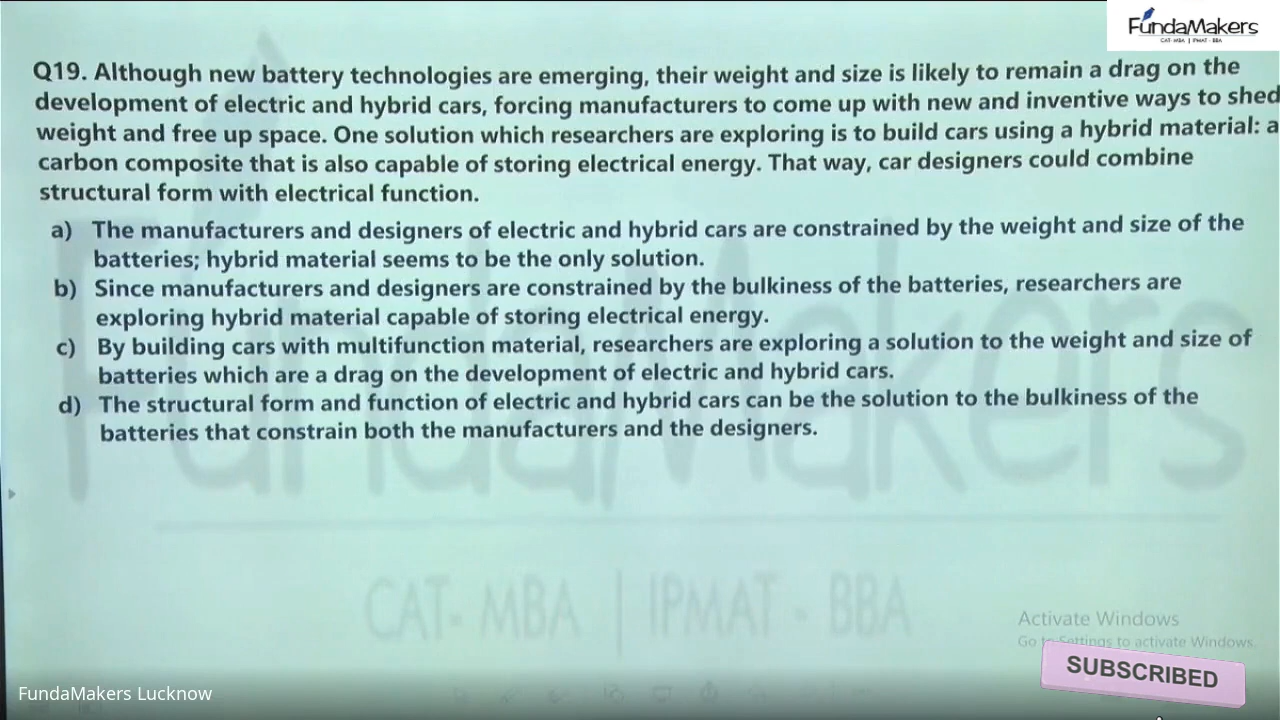 FundaMakers
CAT- MBA | IPMAT - BBA
Q19. Although new battery technologies are emerging, their weight and size is likely to remain a drag on the
development of electric and hybrid cars, forcing manufacturers to come up with new and inventive ways to shed
weight and free up space. One solution which researchers are exploring is to build cars using a hybrid material: a
carbon composite that is also capable of storing electrical energy. That way, car designers could combine
structural form with electrical function.
a) The manufacturers and designers of electric and hybrid cars are constrained by the weight and size of the
batteries; hybrid material seems to be the only solution.
b) Since manufacturers and designers are constrained by the bulkiness of the batteries, researchers are
exploring hybrid material capable of storing electrical energy.
c) By building cars with multifunction material, researchers are exploring a solution to the weight and size of
batteries which are a drag on the development of electric and hybrid cars.
d) The structural form and function of electric and hybrid cars can be the solution to the bulkiness of the
batteries that constrain both the manufacturers and the designers.
FundaMakers
CAT- MBA | IPMAT - BBA
Activate Windows
Go to Settings to activate Windows.
SUBSCRIBED
FundaMakers Lucknow